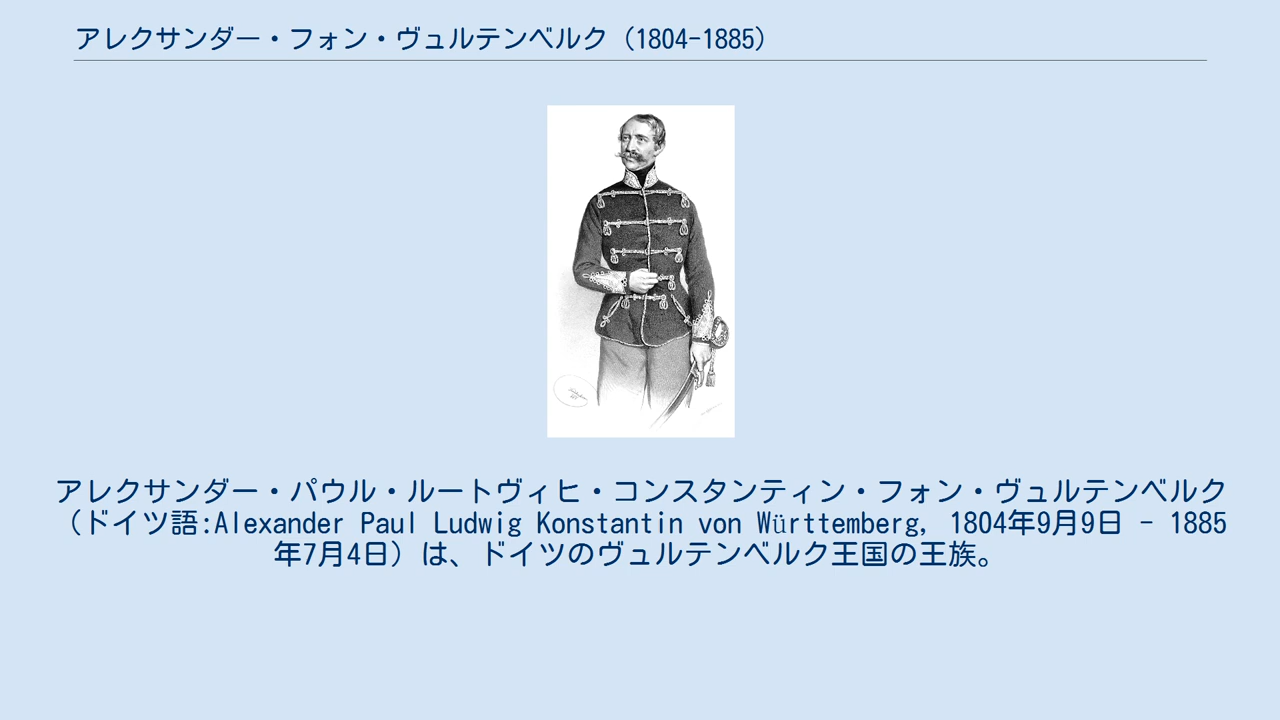 アレクサンダー・フォン・ヴュルテンベルク（1804-1885）
アレクサンダー・パウル・ルートヴィヒ・コンスタンティン・フォン・ヴュルテンベルク
（ドイツ語:Alexander Paul Ludwig Konstantin von Württemberg, 1804年9月9日 - 1885
年7月4日）は、ドイツのヴュルテンベルク王国の王族。